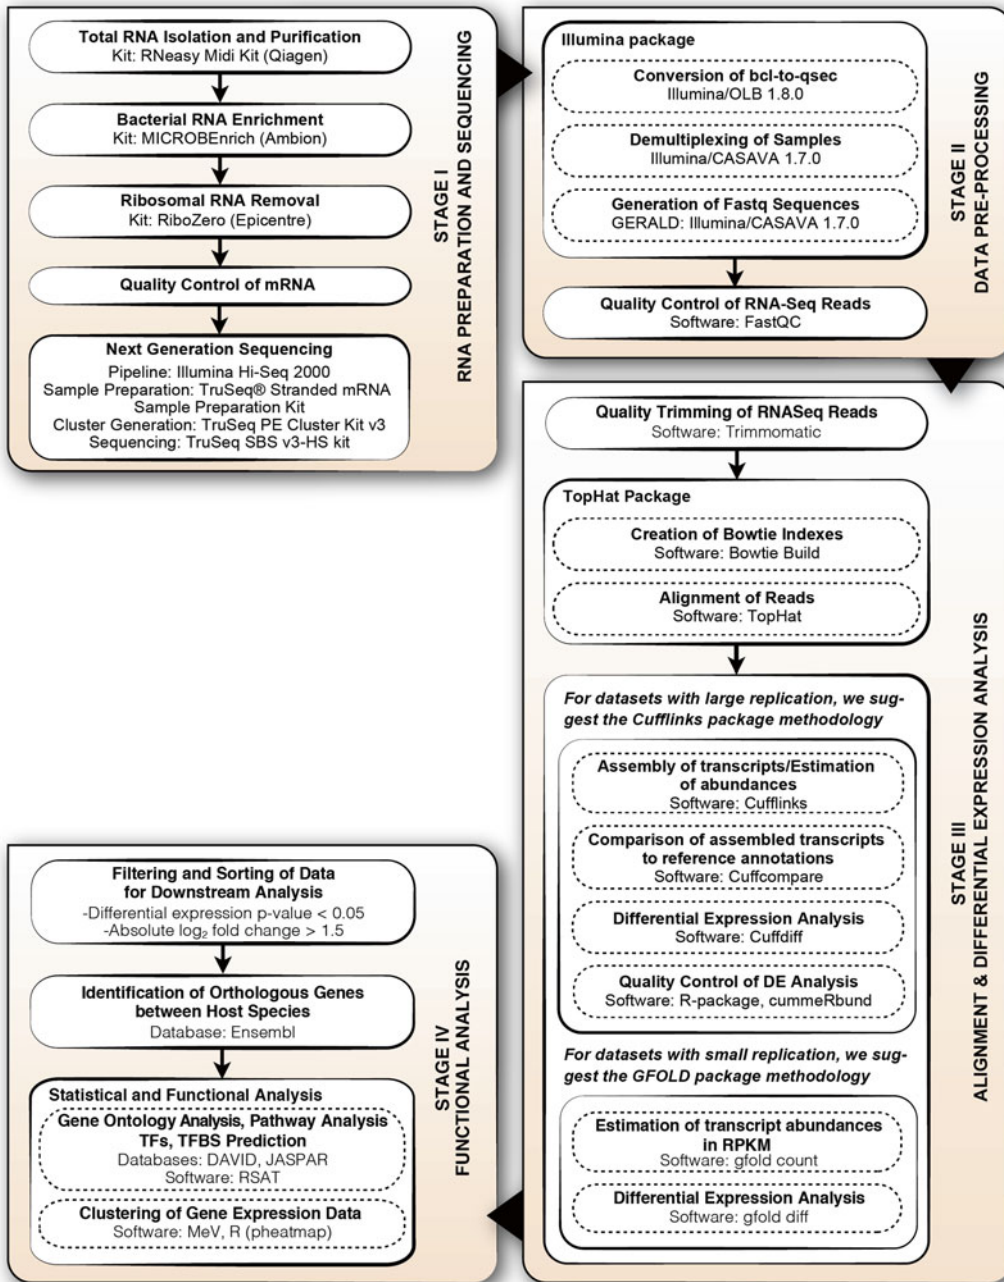 Total RNA Isolation and Purification
Kit: RNeasy Midi Kit (Qiagen)
Bacterial RNA Enrichment
Kit: MICROBEnrich (Ambion)
Ribosomal RNA Removal
Kit: RiboZero (Epicentre)
Quality Control of mRNA
Next Generation Sequencing
Pipeline: Illumina Hi-Seq 2000
Sample Preparation: TruSeq® Stranded mRNA
Sample Preparation Kit
Cluster Generation: TruSeq PE Cluster Kit v3
Sequencing: TruSeq SBS v3-HS kit
STAGE I
RNA PREPARATION AND SEQUENCING
Illumina package
Conversion of bcl-to-qsec
Illumina/OLB 1.8.0
Demultiplexing of Samples
Illumina/CASAVA 1.7.0
Generation of Fastq Sequences
GERALD: Illumina/CASAVA 1.7.0
Quality Control of RNA-Seq Reads
Software: FastQC
STAGE II
DATA PRE-PROCESSING
Quality Trimming of RNASeq Reads
Software: Trimmomatic
TopHat Package
Creation of Bowtie Indexes
Software: Bowtie Build
Alignment of Reads
Software: TopHat
For datasets with large replication, we sug-
gest the Cufflinks package methodology
Assembly of transcripts/Estimation
of abundances
Software: Cufflinks
Comparison of assembled transcripts
to reference annotations
Software: Cuffcompare
Differential Expression Analysis
Software: Cuffdiff
Quality Control of DE Analysis
Software: R-package, cummeRbund
For datasets with small replication, we sug-
gest the GFOLD package methodology
Estimation of transcript abundances
in RPKM
Software: gfold count
Differential Expression Analysis
Software: gfold diff
STAGE III
ALIGNMENT & DIFFERENTIAL EXPRESSION ANALYSIS
Filtering and Sorting of Data
for Downstream Analysis
-Differential expression p-value < 0.05
-Absolute log₂ fold change > 1.5
Identification of Orthologous Genes
between Host Species
Database: Ensembl
Statistical and Functional Analysis
Gene Ontology Analysis, Pathway Analysis
TFs, TFBS Prediction
Databases: DAVID, JASPAR
Software: RSAT
Clustering of Gene Expression Data
Software: MeV, R (pheatmap)
STAGE IV
FUNCTIONAL ANALYSIS